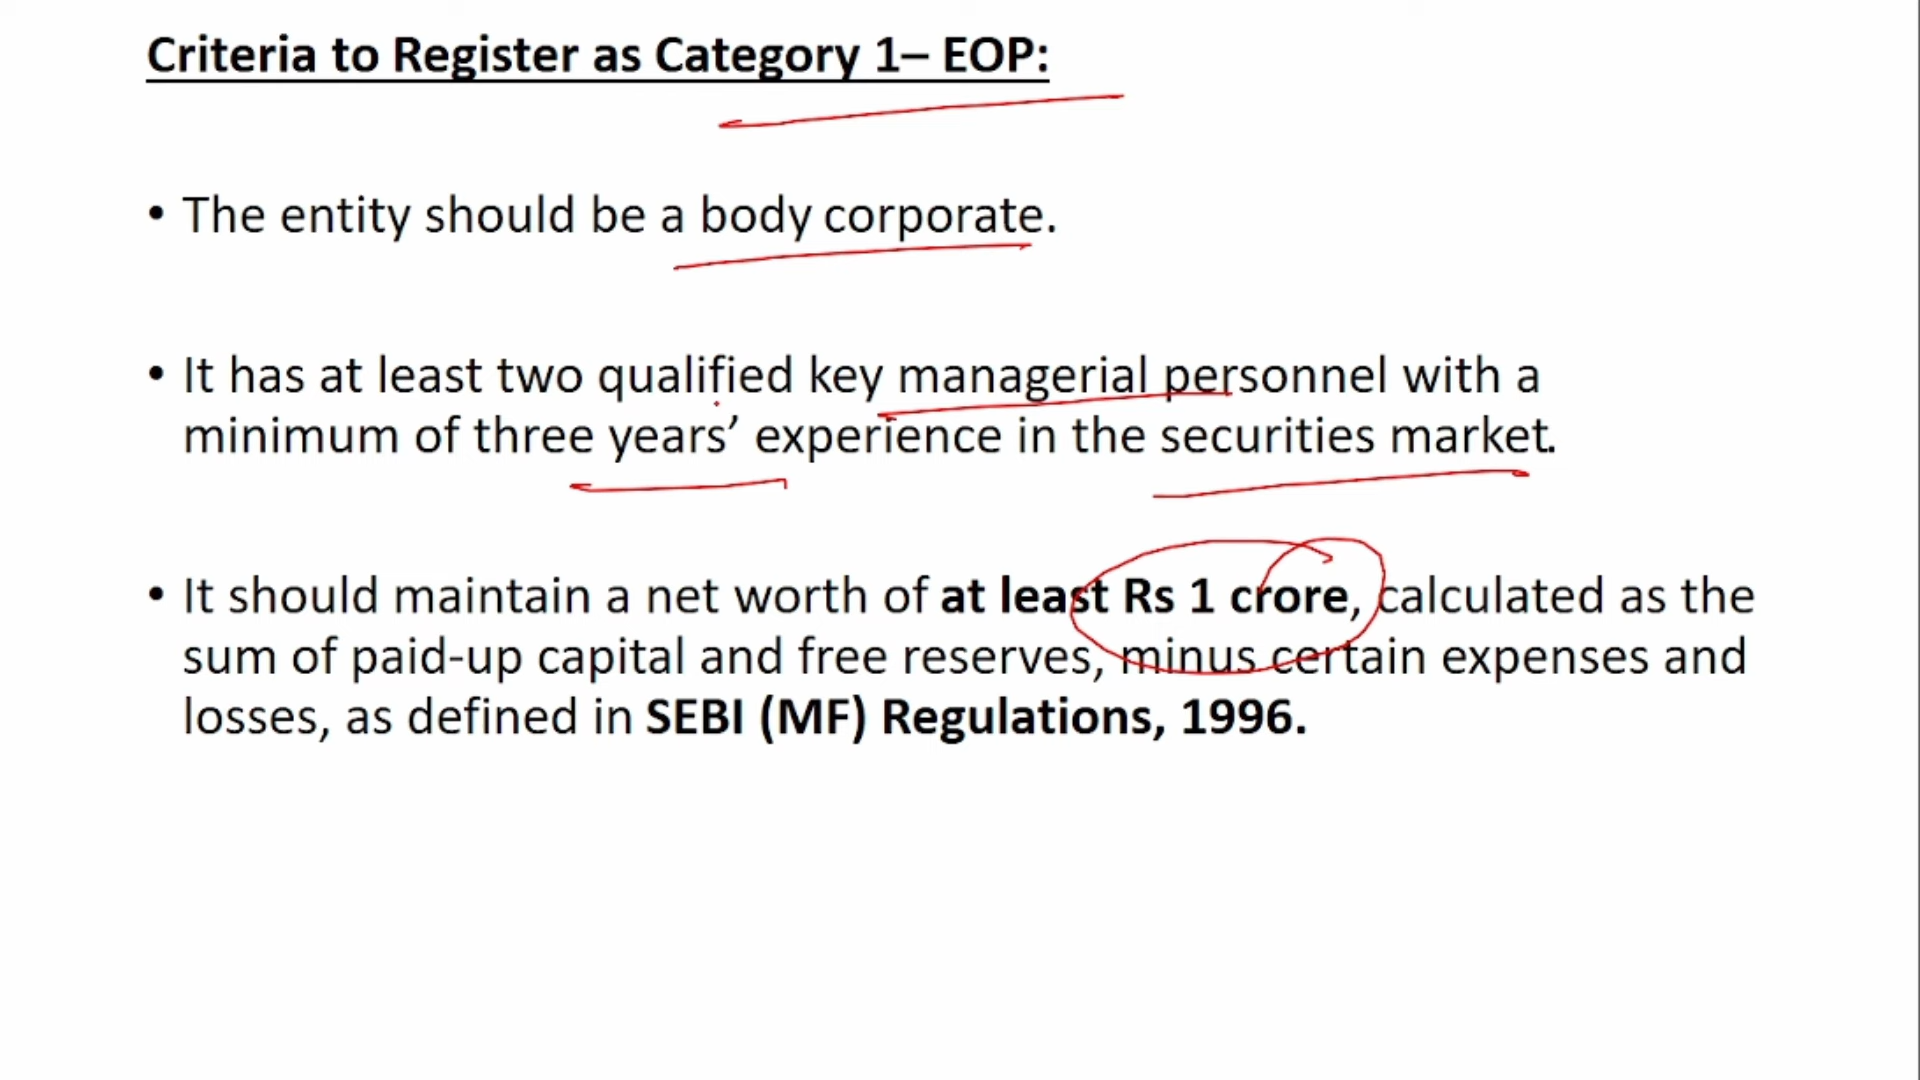 Criteria to Register as Category 1– EOP:
• The entity should be a body corporate.
• It has at least two qualified key managerial personnel with a
minimum of three years’ experience in the securities market.
• It should maintain a net worth of at least Rs 1 crore, calculated as the
sum of paid-up capital and free reserves, minus certain expenses and
losses, as defined in SEBI (MF) Regulations, 1996.